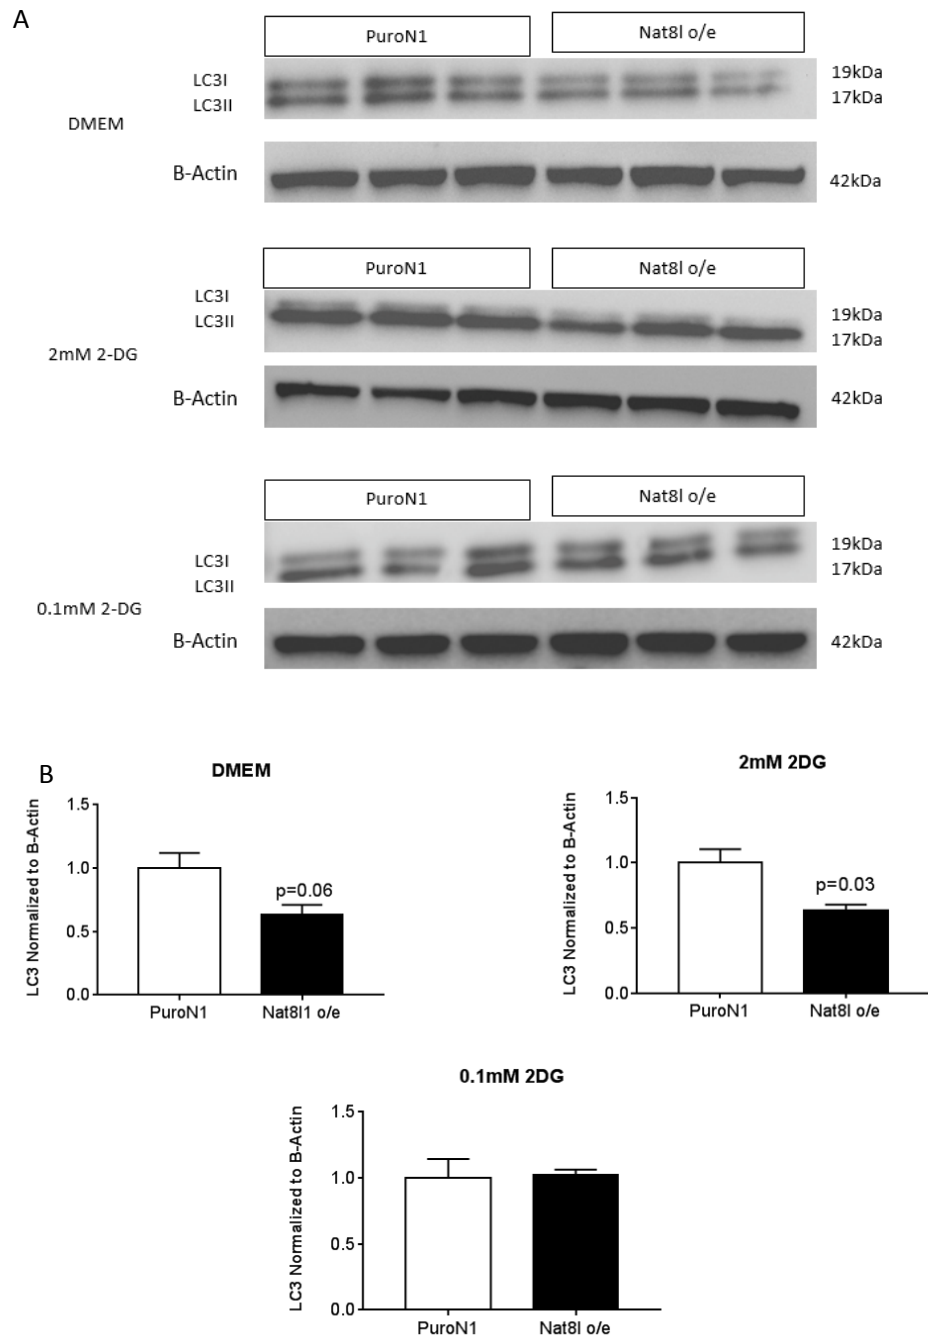 A
PuroN1
Nat8l o/e
LC3I
LC3II
19kDa
17kDa
DMEM
B-Actin
42kDa
PuroN1
Nat8l o/e
LC3I
LC3II
19kDa
17kDa
2mM 2-DG
B-Actin
42kDa
PuroN1
Nat8l o/e
LC3I
LC3II
19kDa
17kDa
0.1mM 2-DG
B-Actin
42kDa
B
DMEM
LC3 Normalized to B-Actin
1.5
1.0
0.5
0.0
p=0.06
PuroN1
Nat8l1 o/e
2mM 2DG
LC3 Normalized to B-Actin
1.5
1.0
0.5
0.0
p=0.03
PuroN1
Nat8l o/e
0.1mM 2DG
LC3 Normalized to B-Actin
1.5
1.0
0.5
0.0
PuroN1
Nat8l o/e